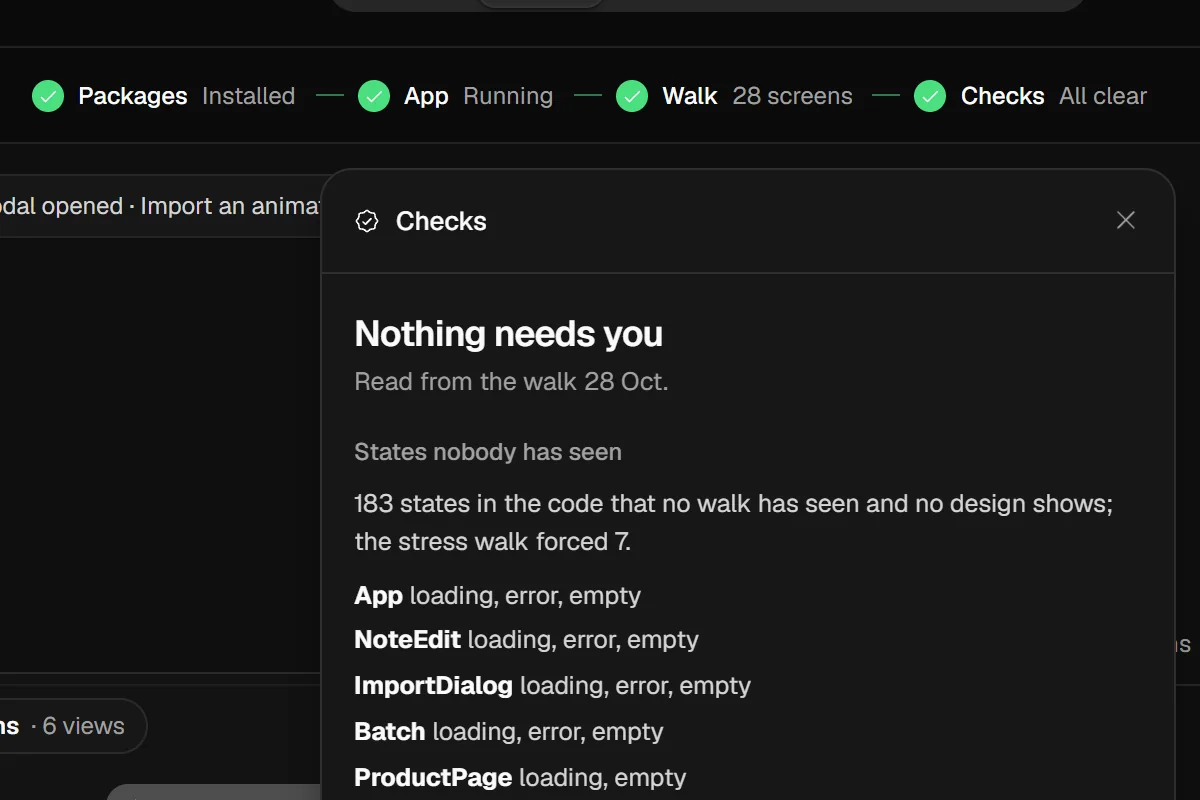 Packages Installed App Running Walk 28 screens Checks All clear
odal opened · Import an anima
Checks
Nothing needs you
Read from the walk 28 Oct.
States nobody has seen
183 states in the code that no walk has seen and no design shows;
the stress walk forced 7.
App loading, error, empty
NoteEdit loading, error, empty
ImportDialog loading, error, empty
Batch loading, error, empty
ProductPage loading, empty
· 6 views